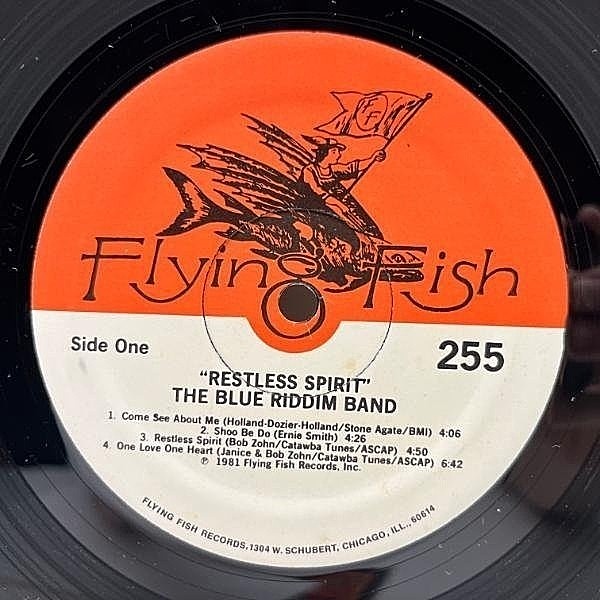 FF
Flying Fish
Side One
255
"RESTLESS SPIRIT"
THE BLUE RIDDIM BAND
1. Come See About Me (Holland-Dozier-Holland/Stone Agate/BMI) 4:06
2. Shoo Be Do (Ernie Smith) 4:26
3. Restless Spirit (Bob Zohn/Catawba Tunes/ASCAP) 4:50
4. One Love One Heart (Janice & Bob Zohn/Catawba Tunes/ASCAP) 6:42
℗ 1981 Flying Fish Records, Inc.
FLYING FISH RECORDS, 1304 W. SCHUBERT, CHICAGO, ILL., 60614